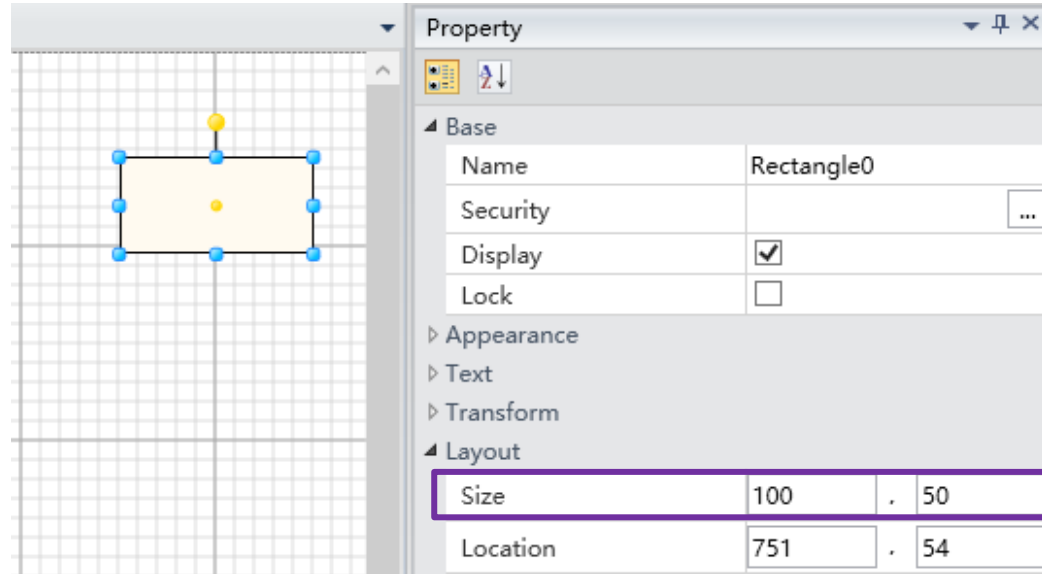 Property
Base
Name Rectangle0
Security ...
Display
Lock
Appearance
Text
Transform
Layout
Size 100 , 50
Location 751 , 54